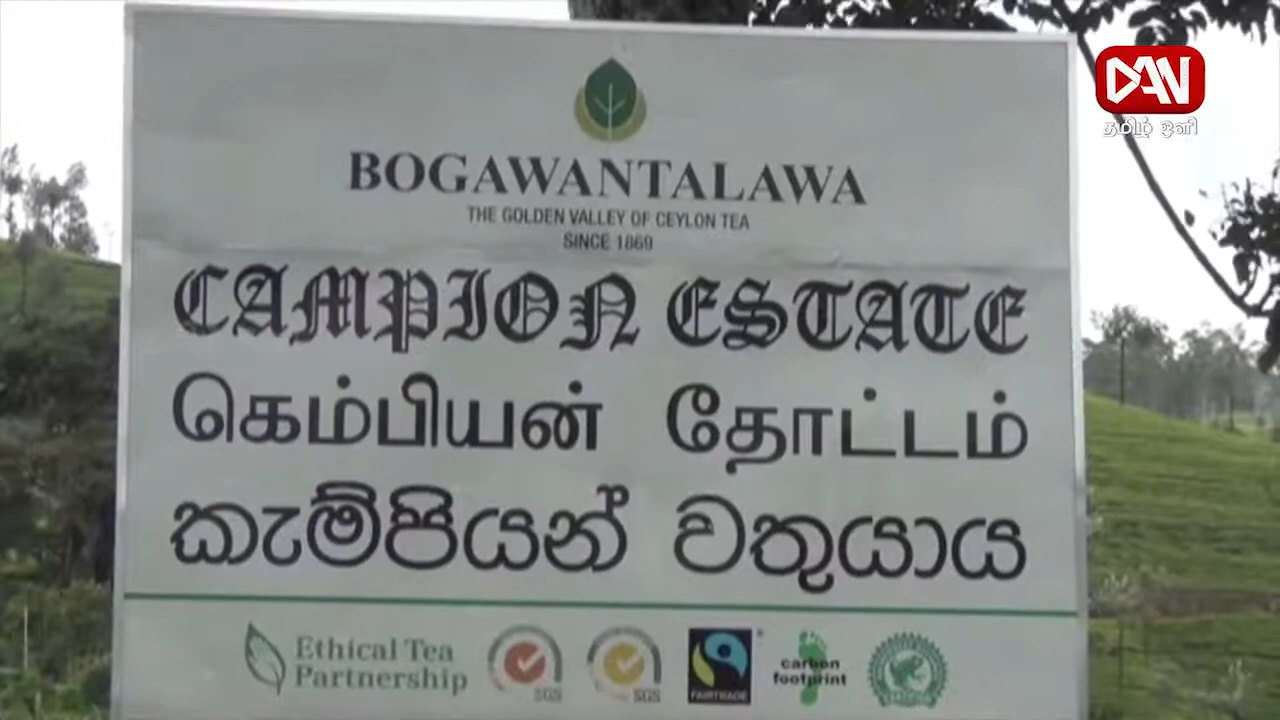 DAN
தமிழ் ஒளி
BOGAWANTALAWA
THE GOLDEN VALLEY OF CEYLON TEA
SINCE 1869
CAMPION ESTATE
கெம்பியன் தோட்டம்
කැම්පියන් වතුයාය
Ethical Tea
Partnership
SGS
SGS
FAIRTRADE
carbon
footprint